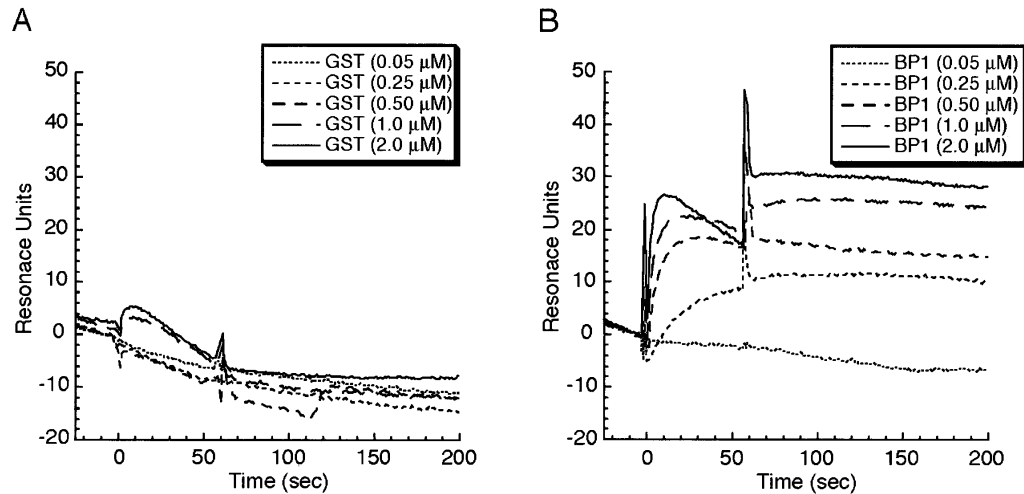 A
GST (0.05 μM)
GST (0.25 μM)
GST (0.50 μM)
GST (1.0 μM)
GST (2.0 μM)
50
40
30
20
10
0
-10
-20
Resonace Units
0
50
100
150
200
Time (sec)
B
BP1 (0.05 μM)
BP1 (0.25 μM)
BP1 (0.50 μM)
BP1 (1.0 μM)
BP1 (2.0 μM)
50
40
30
20
10
0
-10
-20
Resonace Units
0
50
100
150
200
Time (sec)